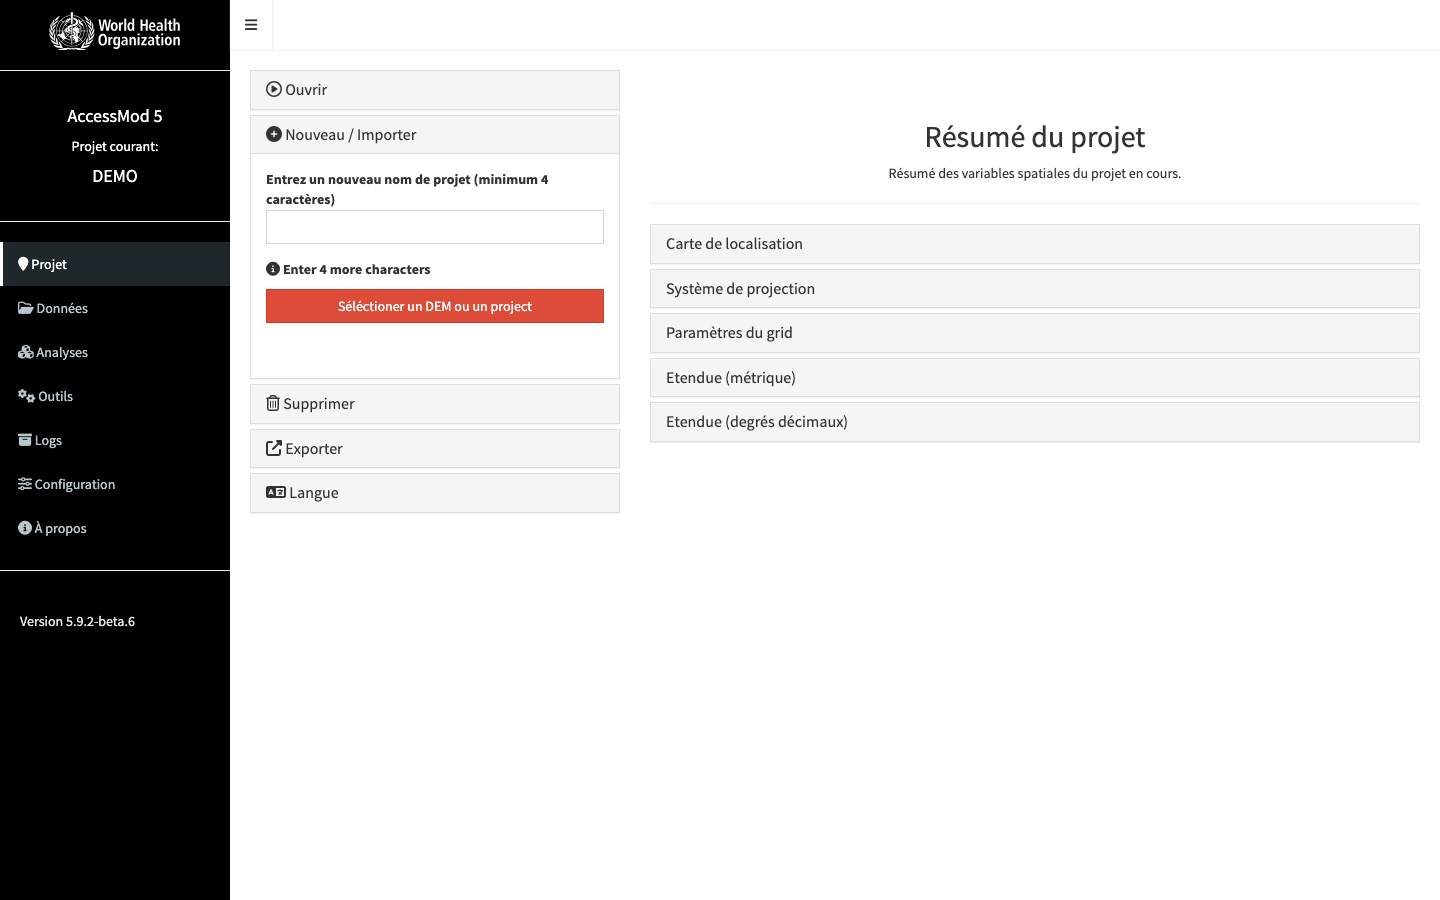 World Health
Organization
AccessMod 5
Projet courant:
DEMO
Projet
Données
Analyses
Outils
Logs
Configuration
À propos
Version 5.9.2-beta.6
Ouvrir
Nouveau / Importer
Entrez un nouveau nom de projet (minimum 4
caractères)
Enter 4 more characters
Séléctioner un DEM ou un project
Supprimer
Exporter
Langue
Résumé du projet
Résumé des variables spatiales du projet en cours.
Carte de localisation
Système de projection
Paramètres du grid
Etendue (métrique)
Etendue (degrés décimaux)